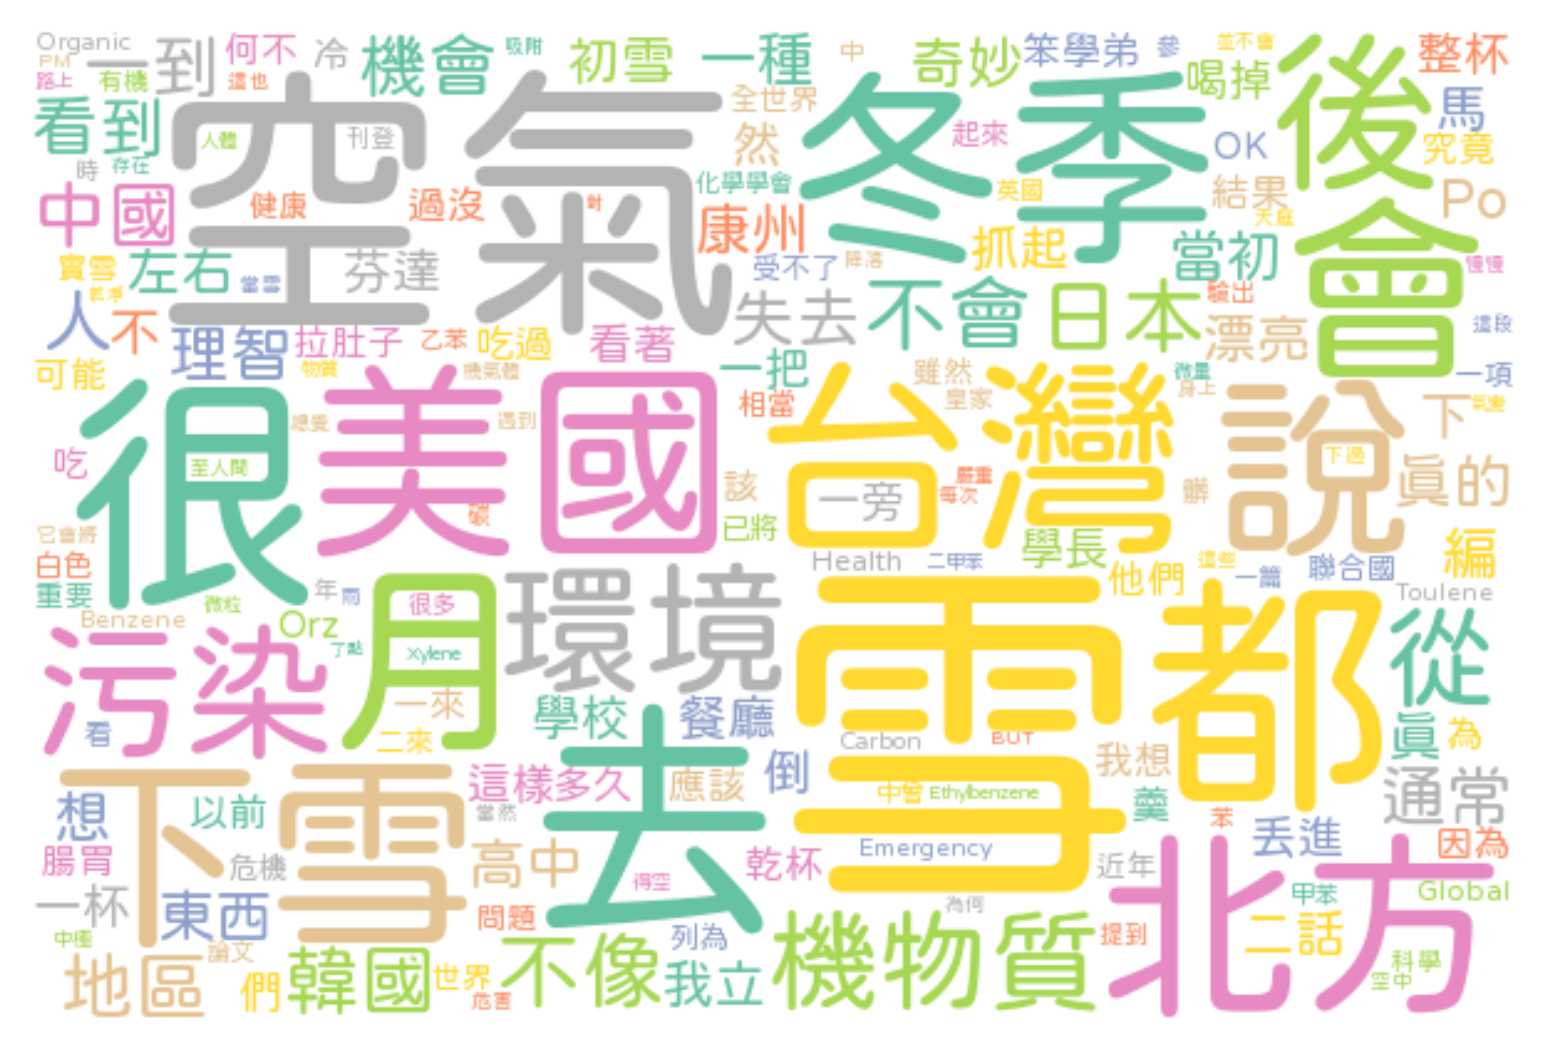 Organic
PM
一到
何不
冷
機會
吸附
初雪
一種
中
奇妙
笨學弟
參
並不會
後
整杯
路上
有機
這也
看到
空氣
人體
刊登
全世界
然
冬季
起來
喝掉
馬
OK
究竟
時
存在
中國
健康
過沒
化學學會
英國
結果
Po
天庭
康州
抓起
當初
會
慢慢
左右
芬達
受不了
降落
人
不
失去
不會
日本
驗出
漂亮
這段
理智
拉肚子
乙苯
吃過
看著
可能
物質
機氣體
一把
雖然
微量
一項
很
美國
相當
皇家
台灣
身上
說
下
遇到
吃
至人間
下過
真的
該
一旁
嚴重
每次
髒
它會將
已將
白色
學長
編
Health
二甲苯
這些
一篇
聯合國
重要
微粒
年
雨
很多
環境
他們
Toulene
Benzene
Orz
月
雪
都
從
污染
了點
Xylene
一來
二來
學校
餐廳
看
去
Carbon
BUT
我想
真
為
下雪
這樣多久
應該
倒
中曾
Ethylbenzene
羹
通常
想
以前
當然
苯
丟進
因為
腸胃
危機
高中
得空
乾杯
Emergency
近年
北方
甲苯
Global
一杯
東西
問題
為何
二話
中極
論文
不像
列為
機物質
提到
科學
空中
地區
們
韓國
世界
危害
我立